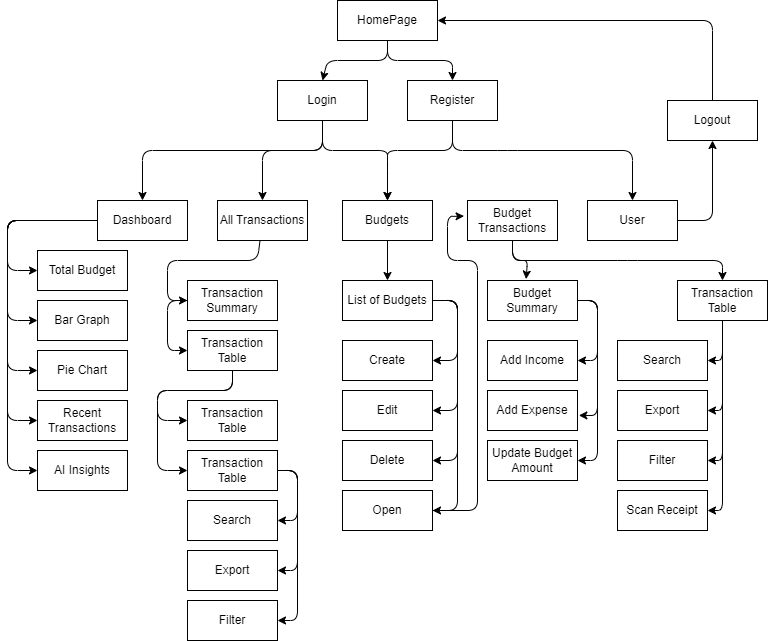 HomePage
Login
Register
Logout
Dashboard
All Transactions
Budgets
Budget
Transactions
User
Total Budget
Bar Graph
Pie Chart
Recent
Transactions
AI Insights
Transaction
Summary
Transaction
Table
Transaction
Table
Transaction
Table
Search
Export
Filter
List of Budgets
Create
Edit
Delete
Open
Budget
Summary
Add Income
Add Expense
Update Budget
Amount
Transaction
Table
Search
Export
Filter
Scan Receipt